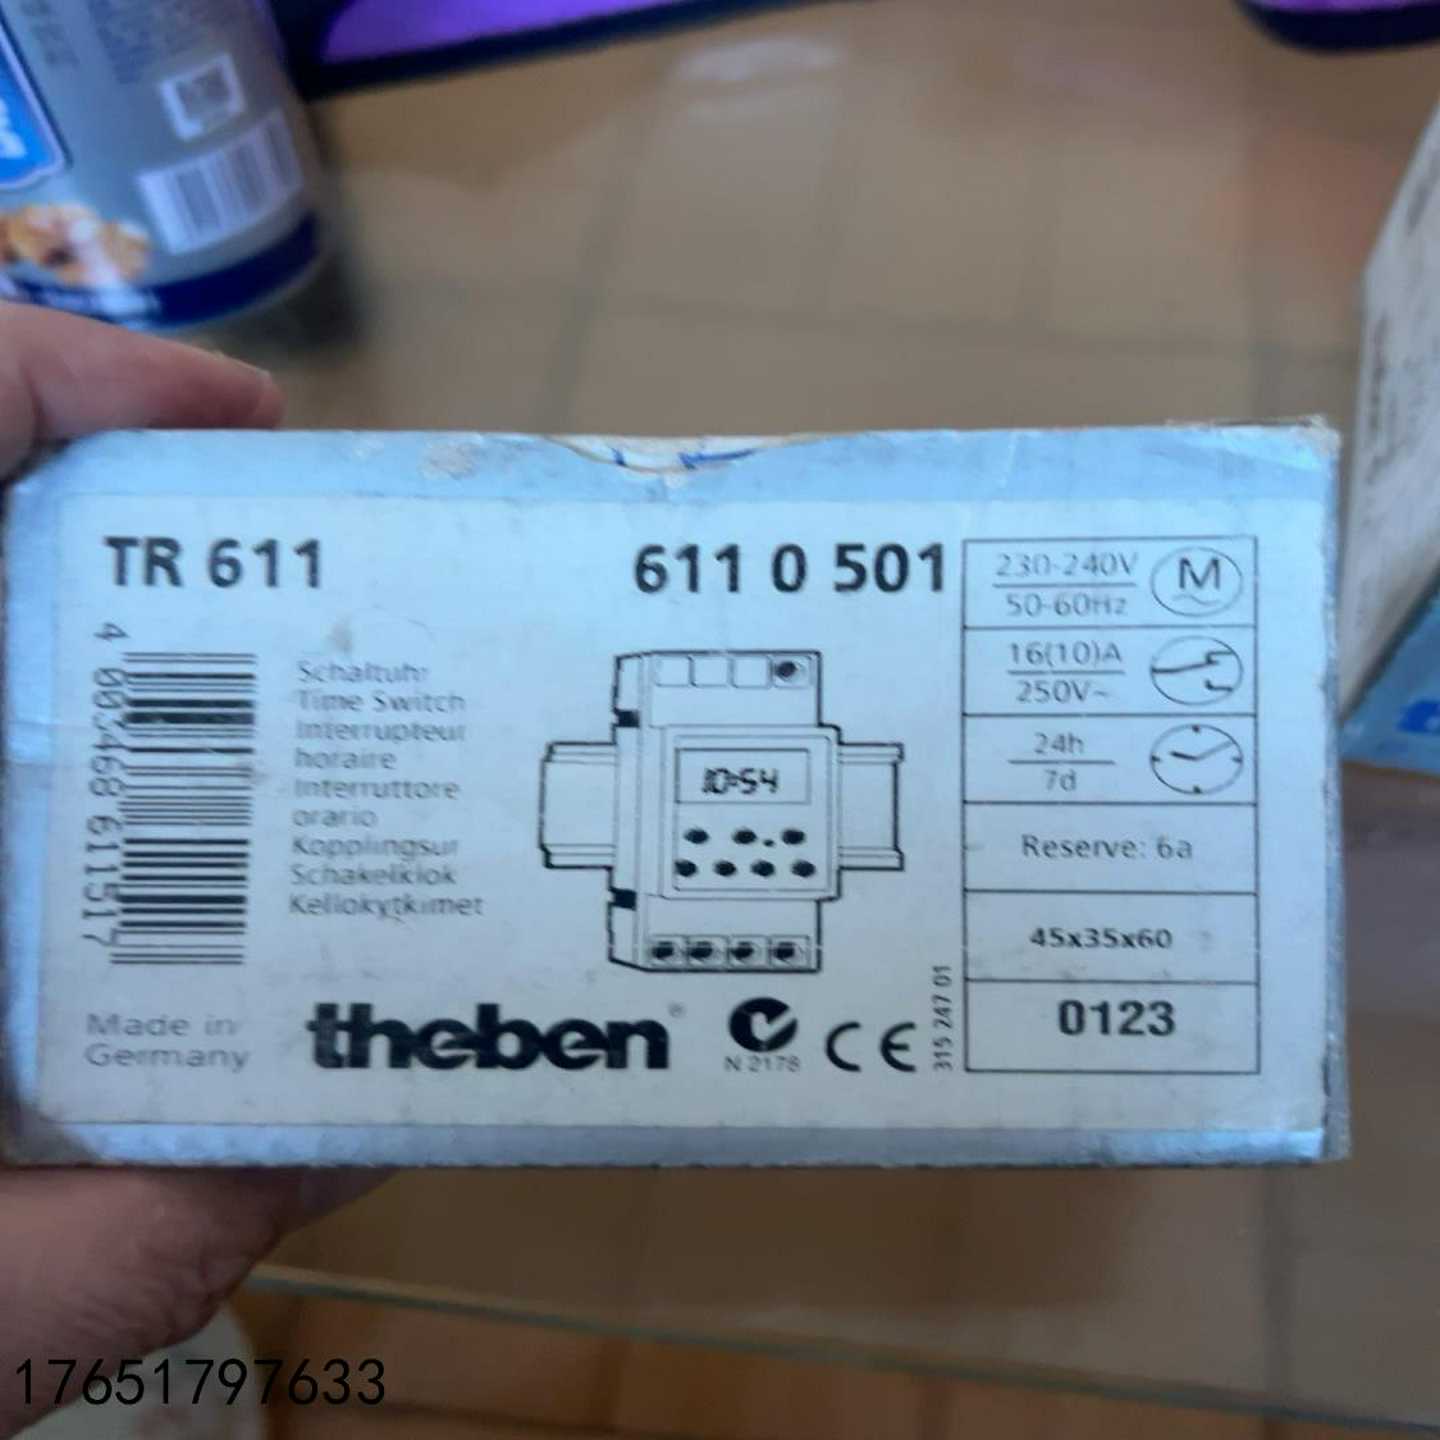 TR 611
611 0 501
4 003468 611517
Schaltuhr
Time Switch
Interrupteur
horaire
Interruttore
orario
Kopplingsur
Schakelklok
Kellokytkimet
10:54
Made in
Germany
theben®
N 2178
CE
315 247 01
230-240V
50-60Hz
M
16(10)A
250V~
24h
7d
Reserve: 6a
45x35x60
0123
17651797633